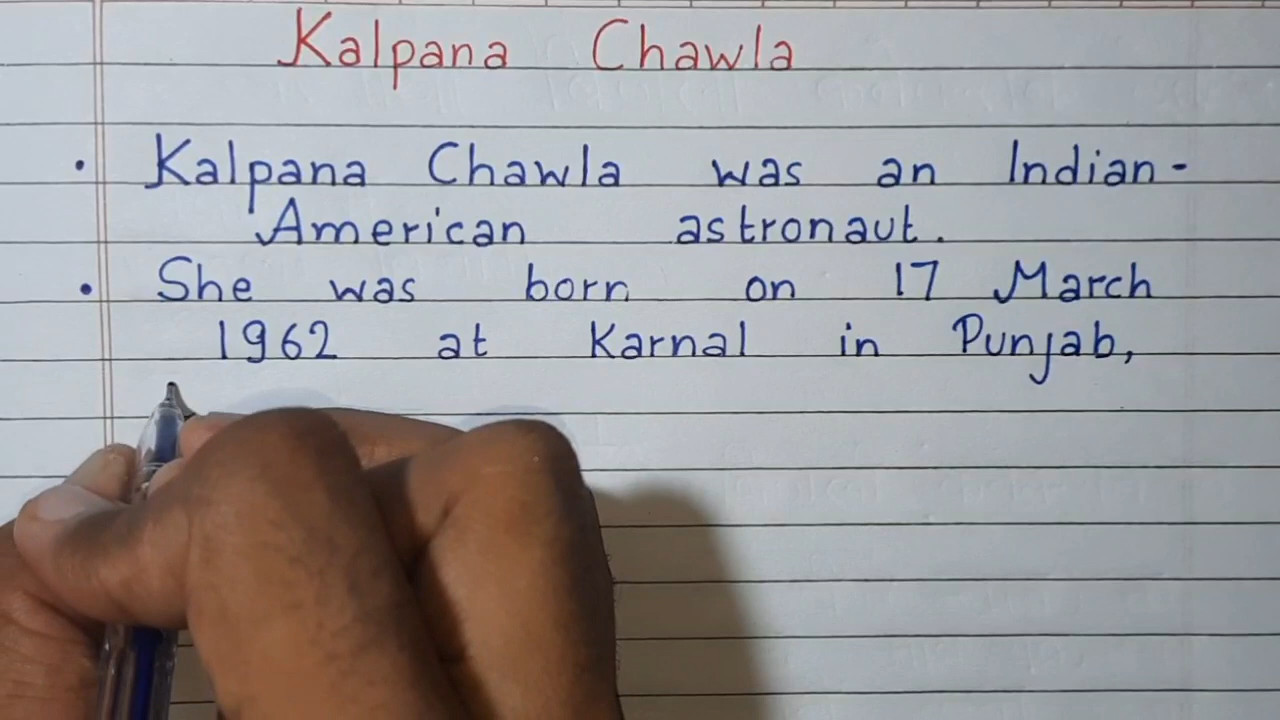 Kalpana Chawla
• Kalpana Chawla was an Indian-
American astronaut.
• She was born on 17 March
1962 at Karnal in Punjab,